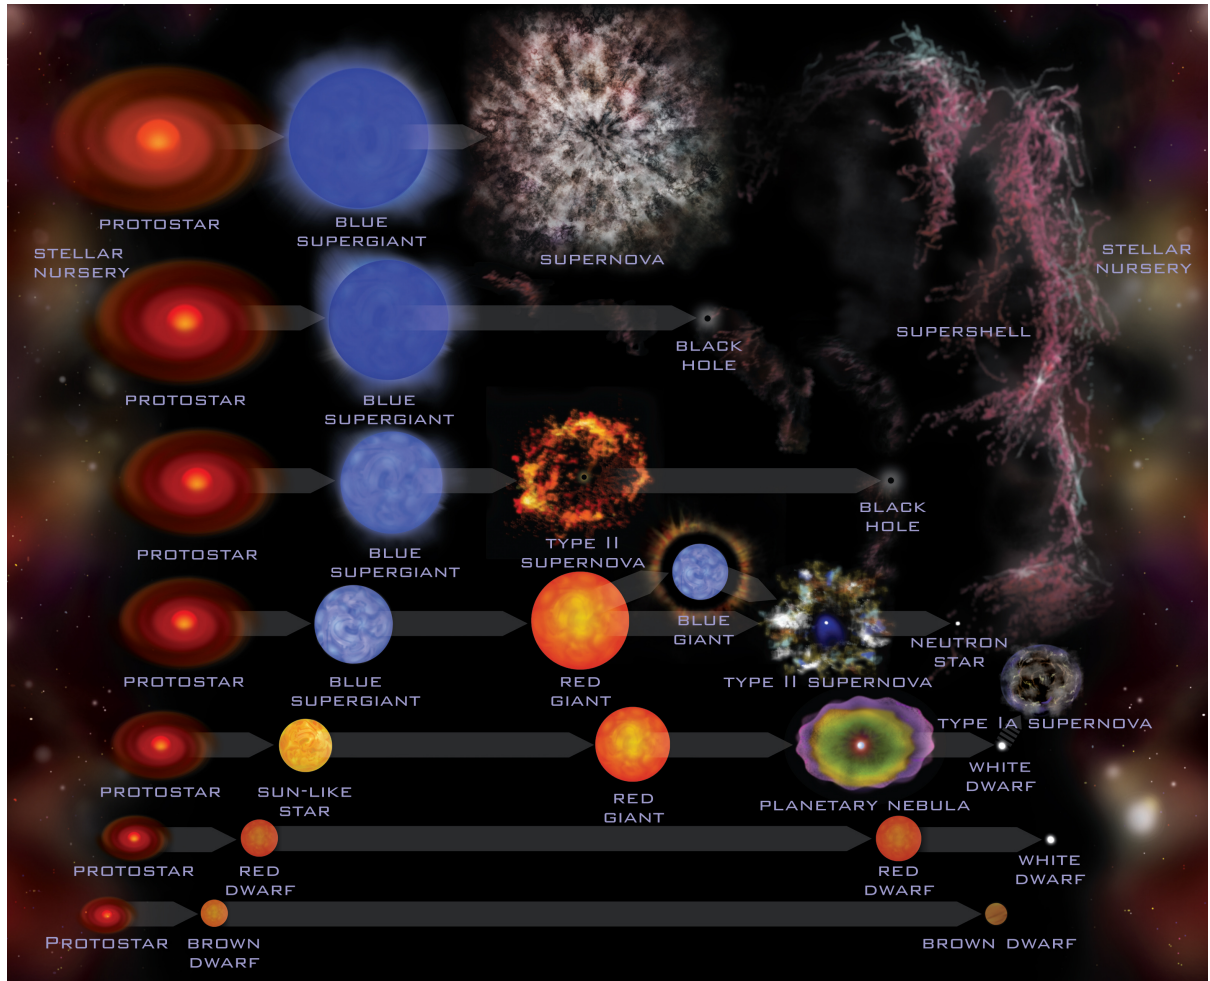 PROTOSTAR
BLUE
SUPERGIANT
SUPERNOVA
STELLAR
NURSERY
STELLAR
NURSERY
PROTOSTAR
BLUE
SUPERGIANT
BLACK
HOLE
SUPERSHELL
PROTOSTAR
BLUE
SUPERGIANT
TYPE II
SUPERNOVA
BLACK
HOLE
PROTOSTAR
BLUE
SUPERGIANT
RED
GIANT
BLUE
GIANT
TYPE II SUPERNOVA
NEUTRON
STAR
PROTOSTAR
SUN-LIKE
STAR
RED
GIANT
PLANETARY NEBULA
TYPE IA SUPERNOVA
WHITE
DWARF
PROTOSTAR
RED
DWARF
RED
DWARF
WHITE
DWARF
PROTOSTAR
BROWN
DWARF
BROWN DWARF